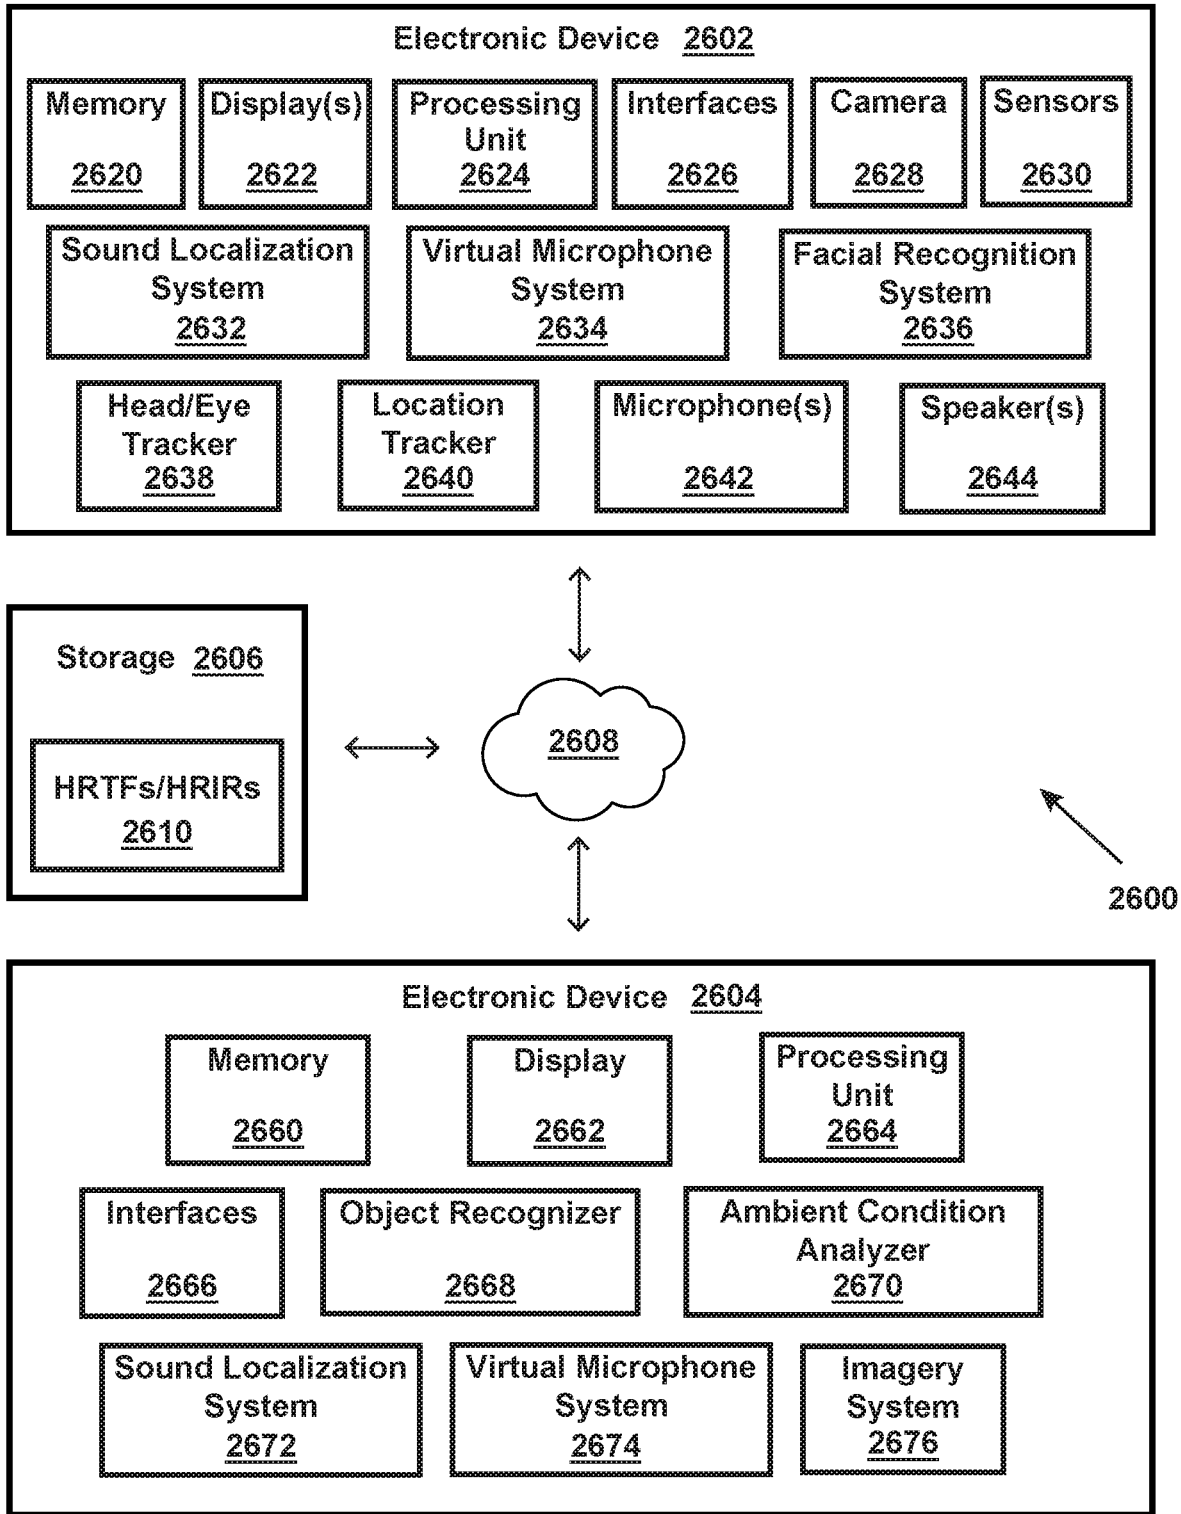 Electronic Device 2602
Memory
2620
Display(s)
2622
Processing
Unit
2624
Interfaces
2626
Camera
2628
Sensors
2630
Sound Localization
System
2632
Virtual Microphone
System
2634
Facial Recognition
System
2636
Head/Eye
Tracker
2638
Location
Tracker
2640
Microphone(s)
2642
Speaker(s)
2644
Storage 2606
HRTFs/HRIRs
2610
2608
2600
Electronic Device 2604
Memory
2660
Display
2662
Processing
Unit
2664
Interfaces
2666
Object Recognizer
2668
Ambient Condition
Analyzer
2670
Sound Localization
System
2672
Virtual Microphone
System
2674
Imagery
System
2676